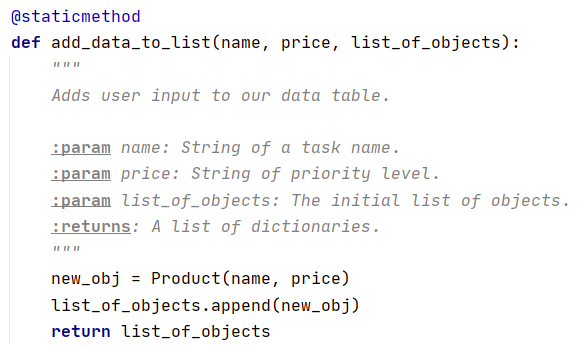 @staticmethod
def add_data_to_list(name, price, list_of_objects):
    """
    Adds user input to our data table.

    :param name: String of a task name.
    :param price: String of priority level.
    :param list_of_objects: The initial list of objects.
    :returns: A list of dictionaries.
    """
    new_obj = Product(name, price)
    list_of_objects.append(new_obj)
    return list_of_objects